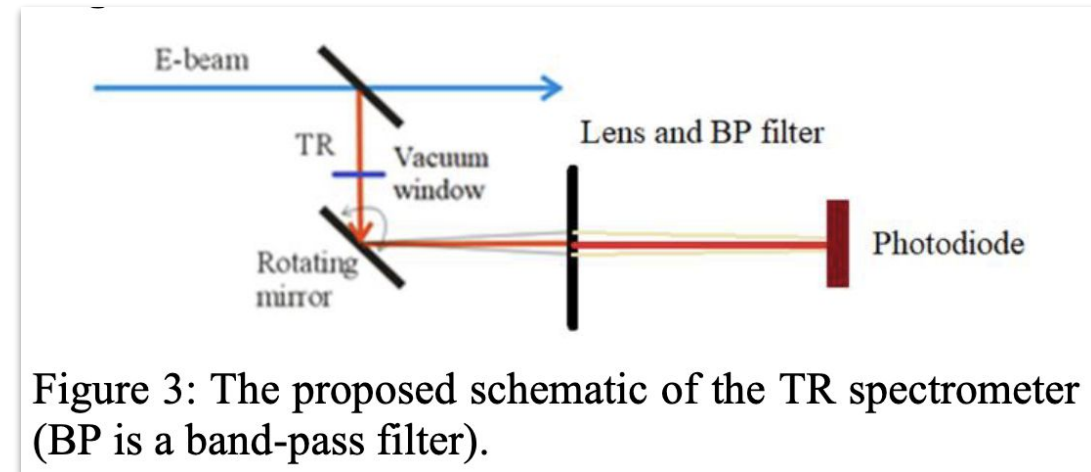 E-beam
Lens and BP filter
TR
Vacuum
window
Photodiode
Rotating
mirror
Figure 3: The proposed schematic of the TR spectrometer
(BP is a band-pass filter).